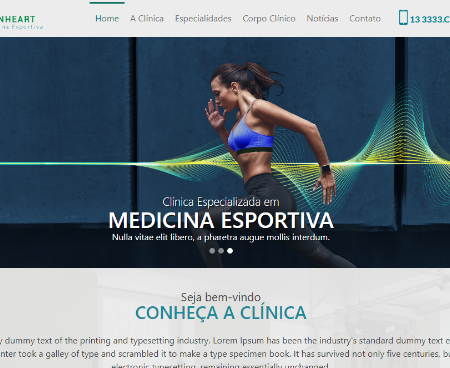 NHEART
na Esportiva
Home A Clínica Especialidades Corpo Clínico Notícias Contato
13 3333.
Clínica Especializada em
MEDICINA ESPORTIVA
Nulla vitae elit libero, a pharetra augue mollis interdum.
Seja bem-vindo
CONHEÇA A CLÍNICA
y dummy text of the printing and typesetting industry. Lorem Ipsum has been the industry's standard dummy text e
nter took a galley of type and scrambled it to make a type specimen book. It has survived not only five centuries, bu
electronic typesetting, remaining essentially unchanged.